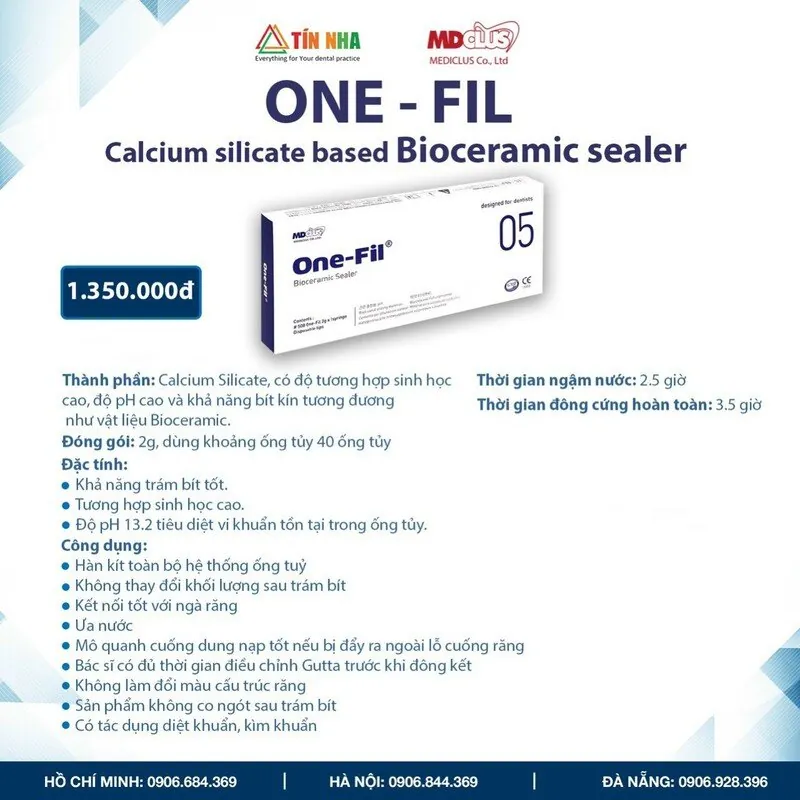 TÍN NHA
Everything for Your dental practice
MDCLUS
MEDICLUS Co., Ltd
ONE - FIL
Calcium silicate based Bioceramic sealer
designed for dentists
05
MDCLUS
One-Fil®
Bioceramic Sealer
Contents :
One-Fil®
CE
1.350.000đ
Thành phần: Calcium Silicate, có độ tương hợp sinh học
cao, độ pH cao và khả năng bít kín tương đương
như vật liệu Bioceramic.
Đóng gói: 2g, dùng khoảng ống tủy 40 ống tủy
Thời gian ngậm nước: 2.5 giờ
Thời gian đông cứng hoàn toàn: 3.5 giờ
Đặc tính:
• Khả năng trám bít tốt.
• Tương hợp sinh học cao.
• Độ pH 13.2 tiêu diệt vi khuẩn tồn tại trong ống tủy.
Công dụng:
• Hàn kít toàn bộ hệ thống ống tuỷ
• Không thay đổi khối lượng sau trám bít
• Kết nối tốt với ngà răng
• Ưa nước
• Mô quanh cuống dung nạp tốt nếu bị đẩy ra ngoài lỗ cuống răng
• Bác sĩ có đủ thời gian điều chỉnh Gutta trước khi đông kết
• Không làm đổi màu cấu trúc răng
• Sản phẩm không co ngót sau trám bít
• Có tác dụng diệt khuẩn, kìm khuẩn
HỒ CHÍ MINH: 0906.684.369 | HÀ NỘI: 0906.844.369 | ĐÀ NẴNG: 0906.928.396